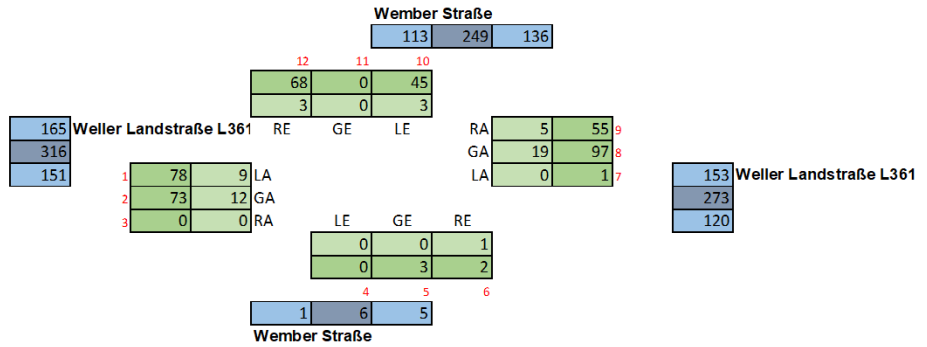 Wember Straße
113 249 136
12 11 10
68 0 45
3 0 3
165 Weller Landstraße L361 RE GE LE RA 5 55 9
316 GA 19 97 8
151 LA 0 1 7
1 78 9 LA 153 Weller Landstraße L361
2 73 12 GA LE GE RE 273
3 0 0 RA 120
0 0 1
0 3 2
4 5 6
1 6 5
Wember Straße